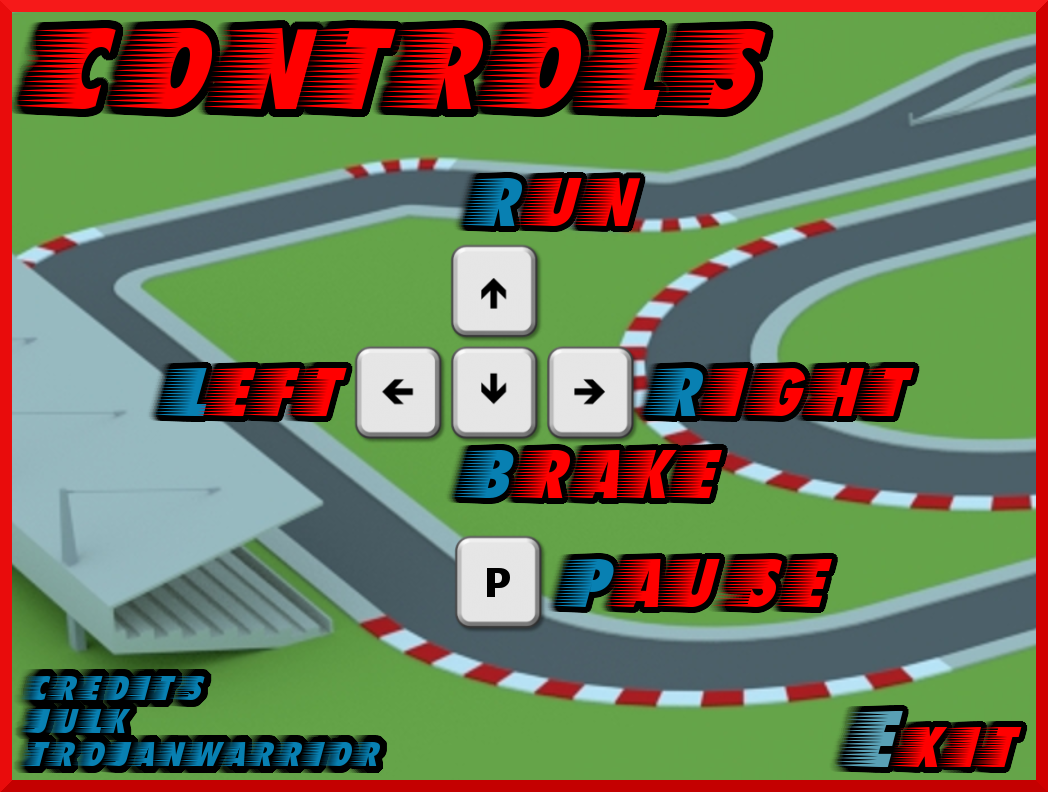 CONTROLS
RUN
LEFT RIGHT
BRAKE
P PAUSE
CREDITS
JULK
TROJANWARRIOR
EXIT